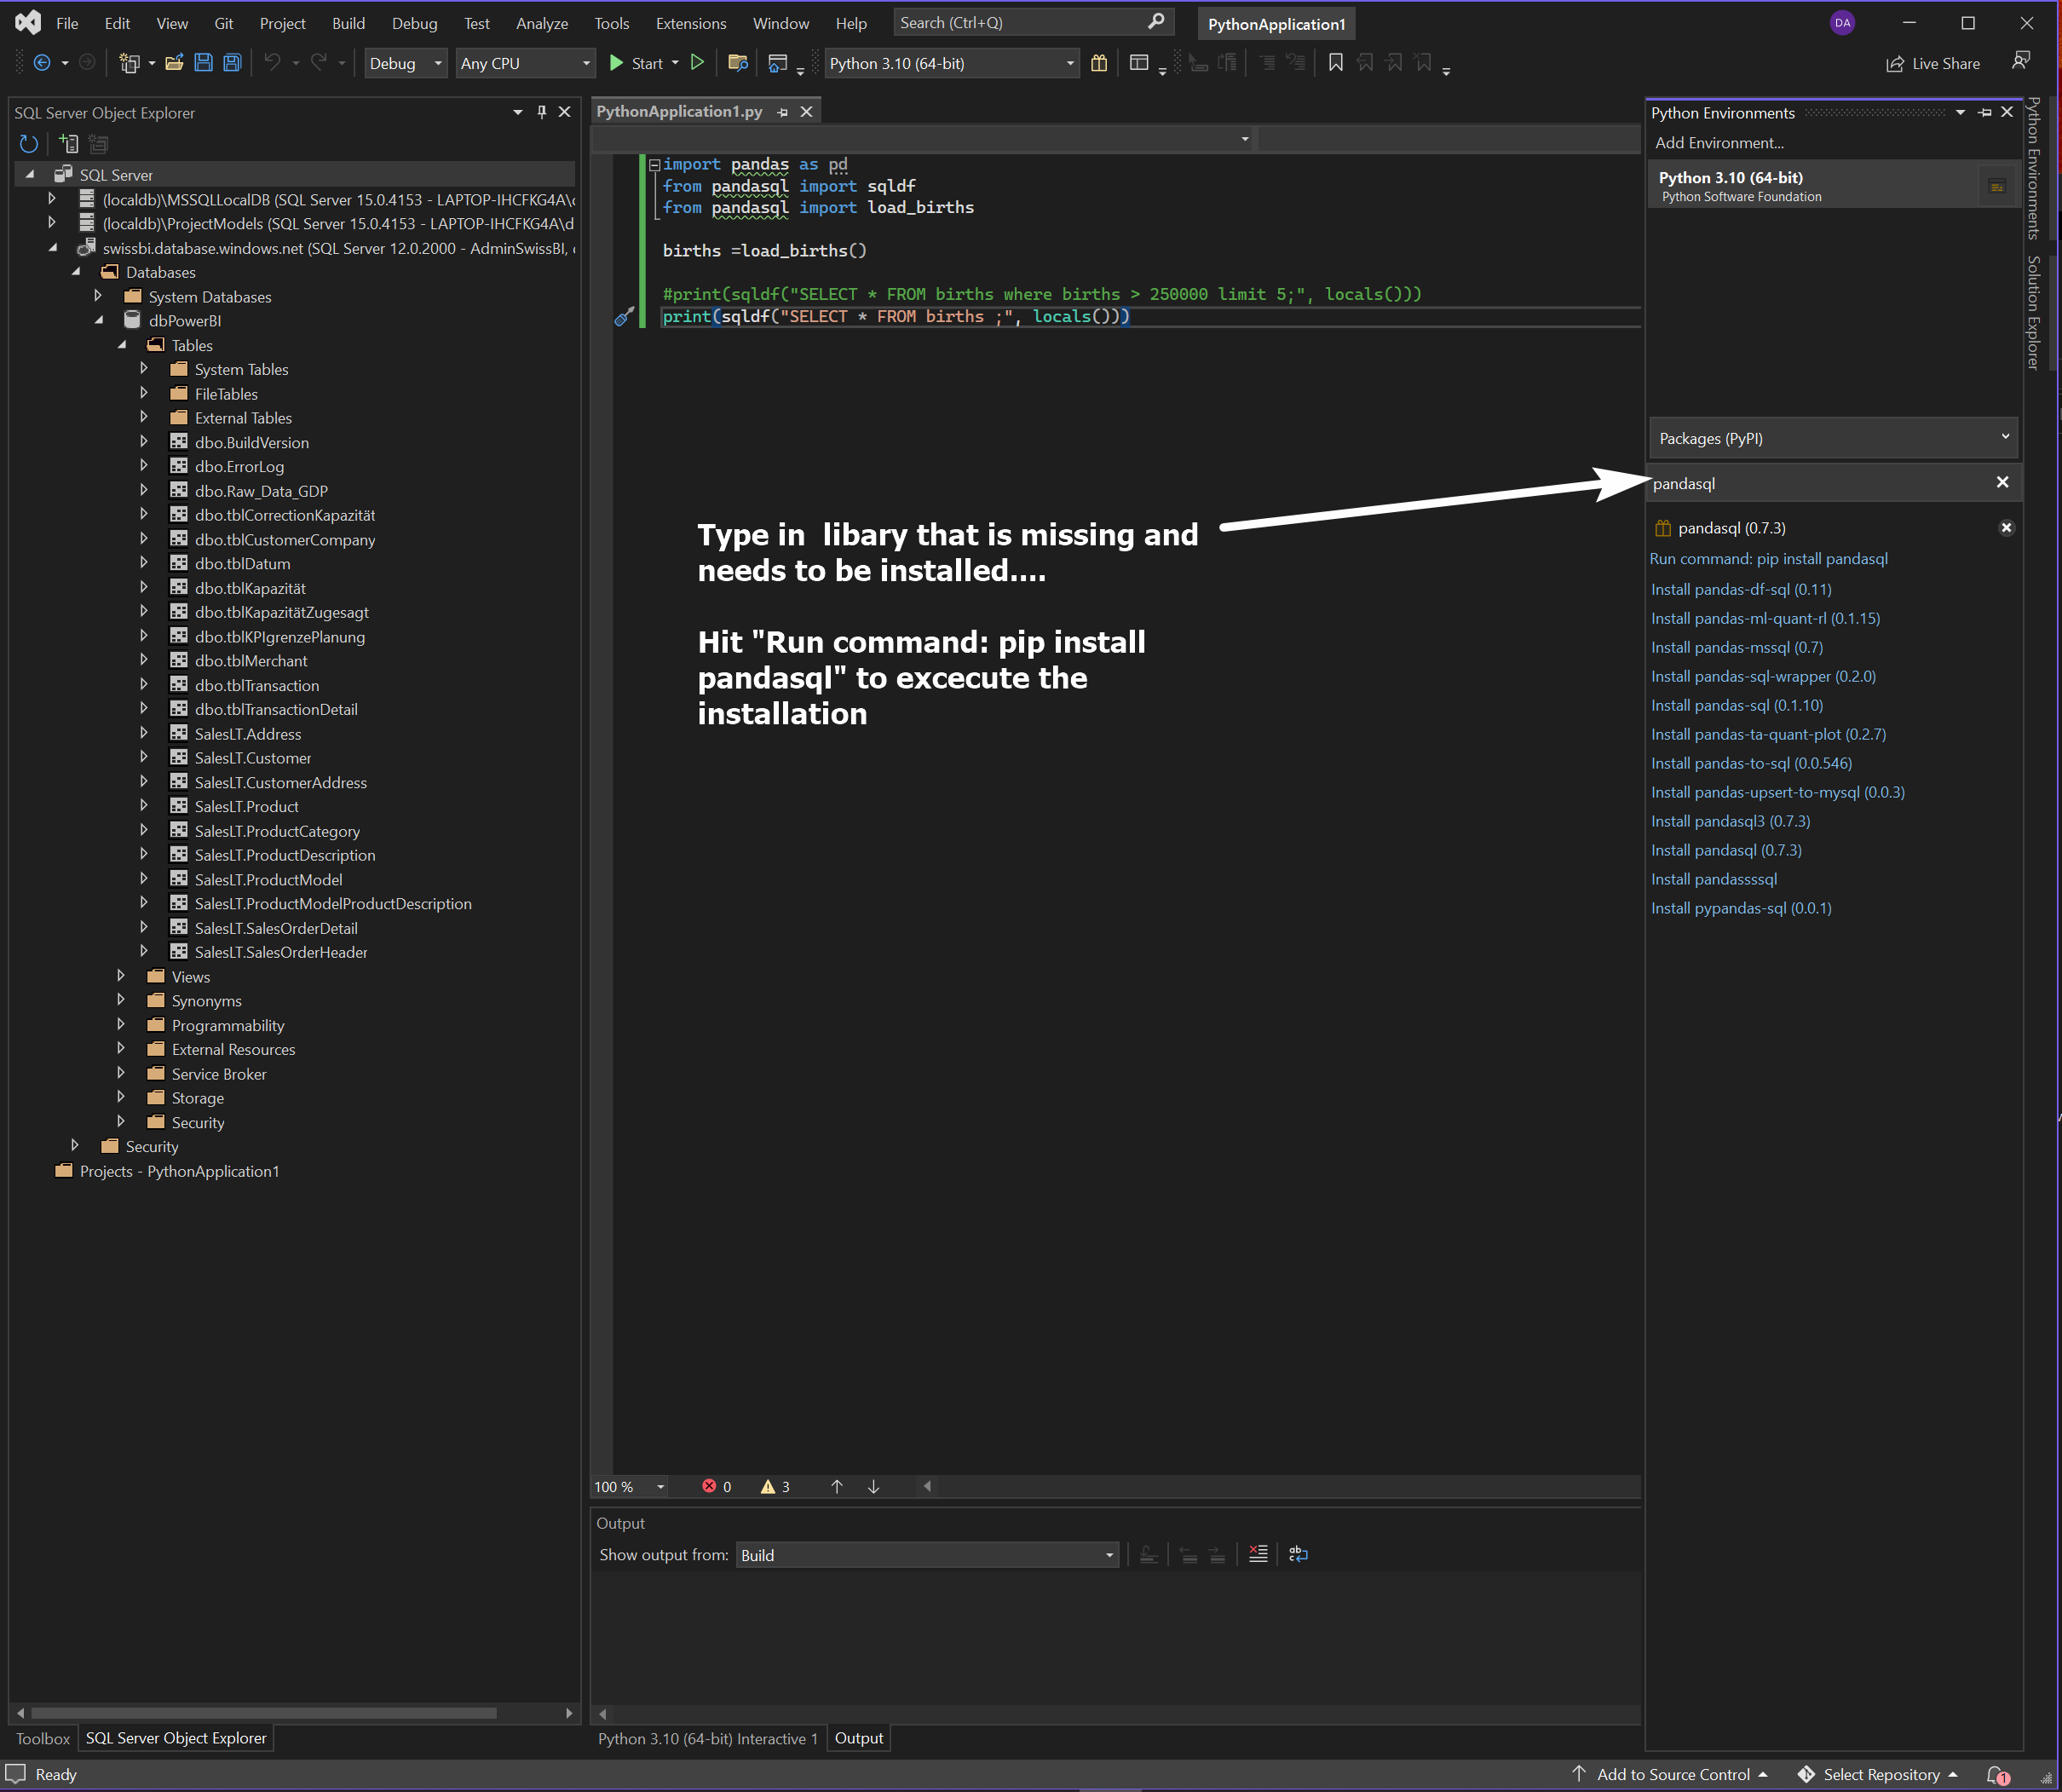 File Edit View Git Project Build Debug Test Analyze Tools Extensions Window Help Search (Ctrl+Q) PythonApplication1 DA
Debug Any CPU Start Python 3.10 (64-bit) Live Share
SQL Server Object Explorer
SQL Server
(localdb)\MSSQLLocalDB (SQL Server 15.0.4153 - LAPTOP-IHCFKG4A\
(localdb)\ProjectModels (SQL Server 15.0.4153 - LAPTOP-IHCFKG4A\d
swissbi.database.windows.net (SQL Server 12.0.2000 - AdminSwissBI,
Databases
System Databases
dbPowerBI
Tables
System Tables
FileTables
External Tables
dbo.BuildVersion
dbo.ErrorLog
dbo.Raw_Data_GDP
dbo.tblCorrectionKapazität
dbo.tblCustomerCompany
dbo.tblDatum
dbo.tblKapazität
dbo.tblKapazitätZugesagt
dbo.tblKPIgrenzePlanung
dbo.tblMerchant
dbo.tblTransaction
dbo.tblTransactionDetail
SalesLT.Address
SalesLT.Customer
SalesLT.CustomerAddress
SalesLT.Product
SalesLT.ProductCategory
SalesLT.ProductDescription
SalesLT.ProductModel
SalesLT.ProductModelProductDescription
SalesLT.SalesOrderDetail
SalesLT.SalesOrderHeader
Views
Synonyms
Programmability
External Resources
Service Broker
Storage
Security
Security
Projects - PythonApplication1
Toolbox SQL Server Object Explorer
PythonApplication1.py
import pandas as pd
from pandasql import sqldf
from pandasql import load_births
births =load_births()
#print(sqldf("SELECT * FROM births where births > 250000 limit 5;", locals()))
print(sqldf("SELECT * FROM births ;", locals()))
Type in libary that is missing and
needs to be installed....
Hit "Run command: pip install
pandasql" to excecute the
installation
100 % 0 3
Output
Show output from: Build
Python 3.10 (64-bit) Interactive 1 Output
Python Environments
Add Environment...
Python 3.10 (64-bit)
Python Software Foundation
Packages (PyPI)
pandasql
pandasql (0.7.3)
Run command: pip install pandasql
Install pandas-df-sql (0.11)
Install pandas-ml-quant-rl (0.1.15)
Install pandas-mssql (0.7)
Install pandas-sql-wrapper (0.2.0)
Install pandas-sql (0.1.10)
Install pandas-ta-quant-plot (0.2.7)
Install pandas-to-sql (0.0.546)
Install pandas-upsert-to-mysql (0.0.3)
Install pandasql3 (0.7.3)
Install pandasql (0.7.3)
Install pandassssql
Install pypandas-sql (0.0.1)
Python Environments
Solution Explorer
Ready Add to Source Control Select Repository 1